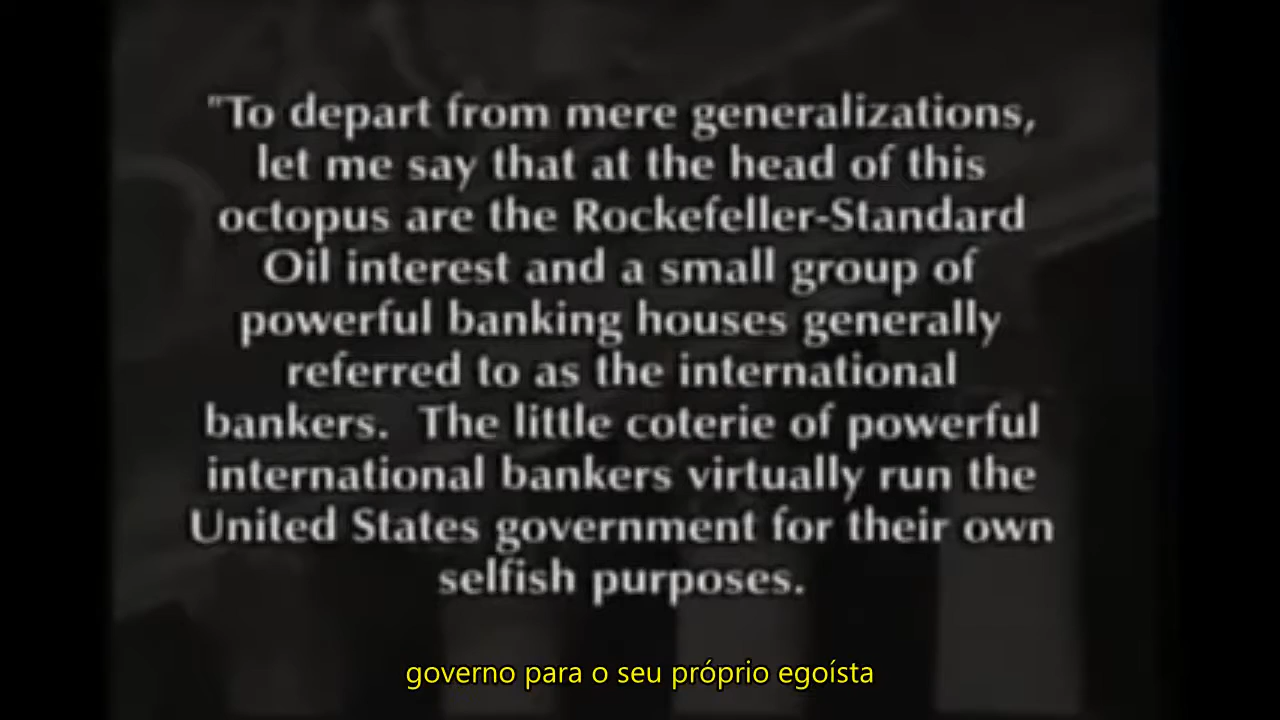 "To depart from mere generalizations,
let me say that at the head of this
octopus are the Rockefeller-Standard
Oil interest and a small group of
powerful banking houses generally
referred to as the international
bankers.  The little coterie of powerful
international bankers virtually run the
United States government for their own
selfish purposes.
governo para o seu próprio egoísta